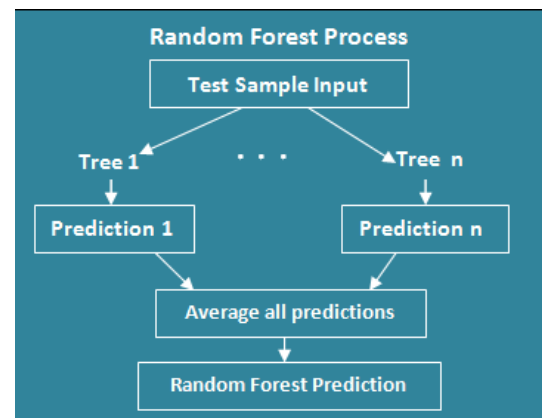 Random Forest Process
Test Sample Input
Tree 1 . . . Tree n
Prediction 1 Prediction n
Average all predictions
Random Forest Prediction